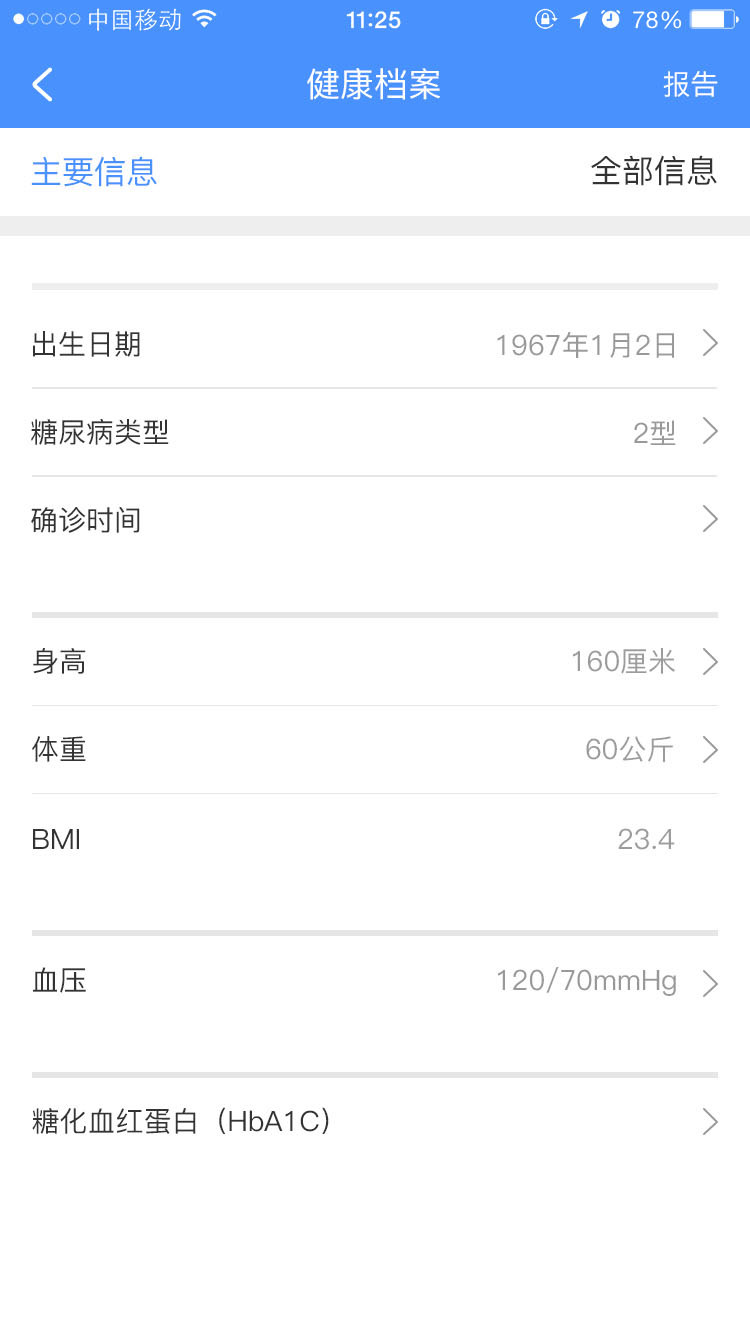 中国移动 11:25 78%
健康档案 报告
主要信息 全部信息
出生日期 1967年1月2日
糖尿病类型 2型
确诊时间
身高 160厘米
体重 60公斤
BMI 23.4
血压 120/70mmHg
糖化血红蛋白（HbA1C）